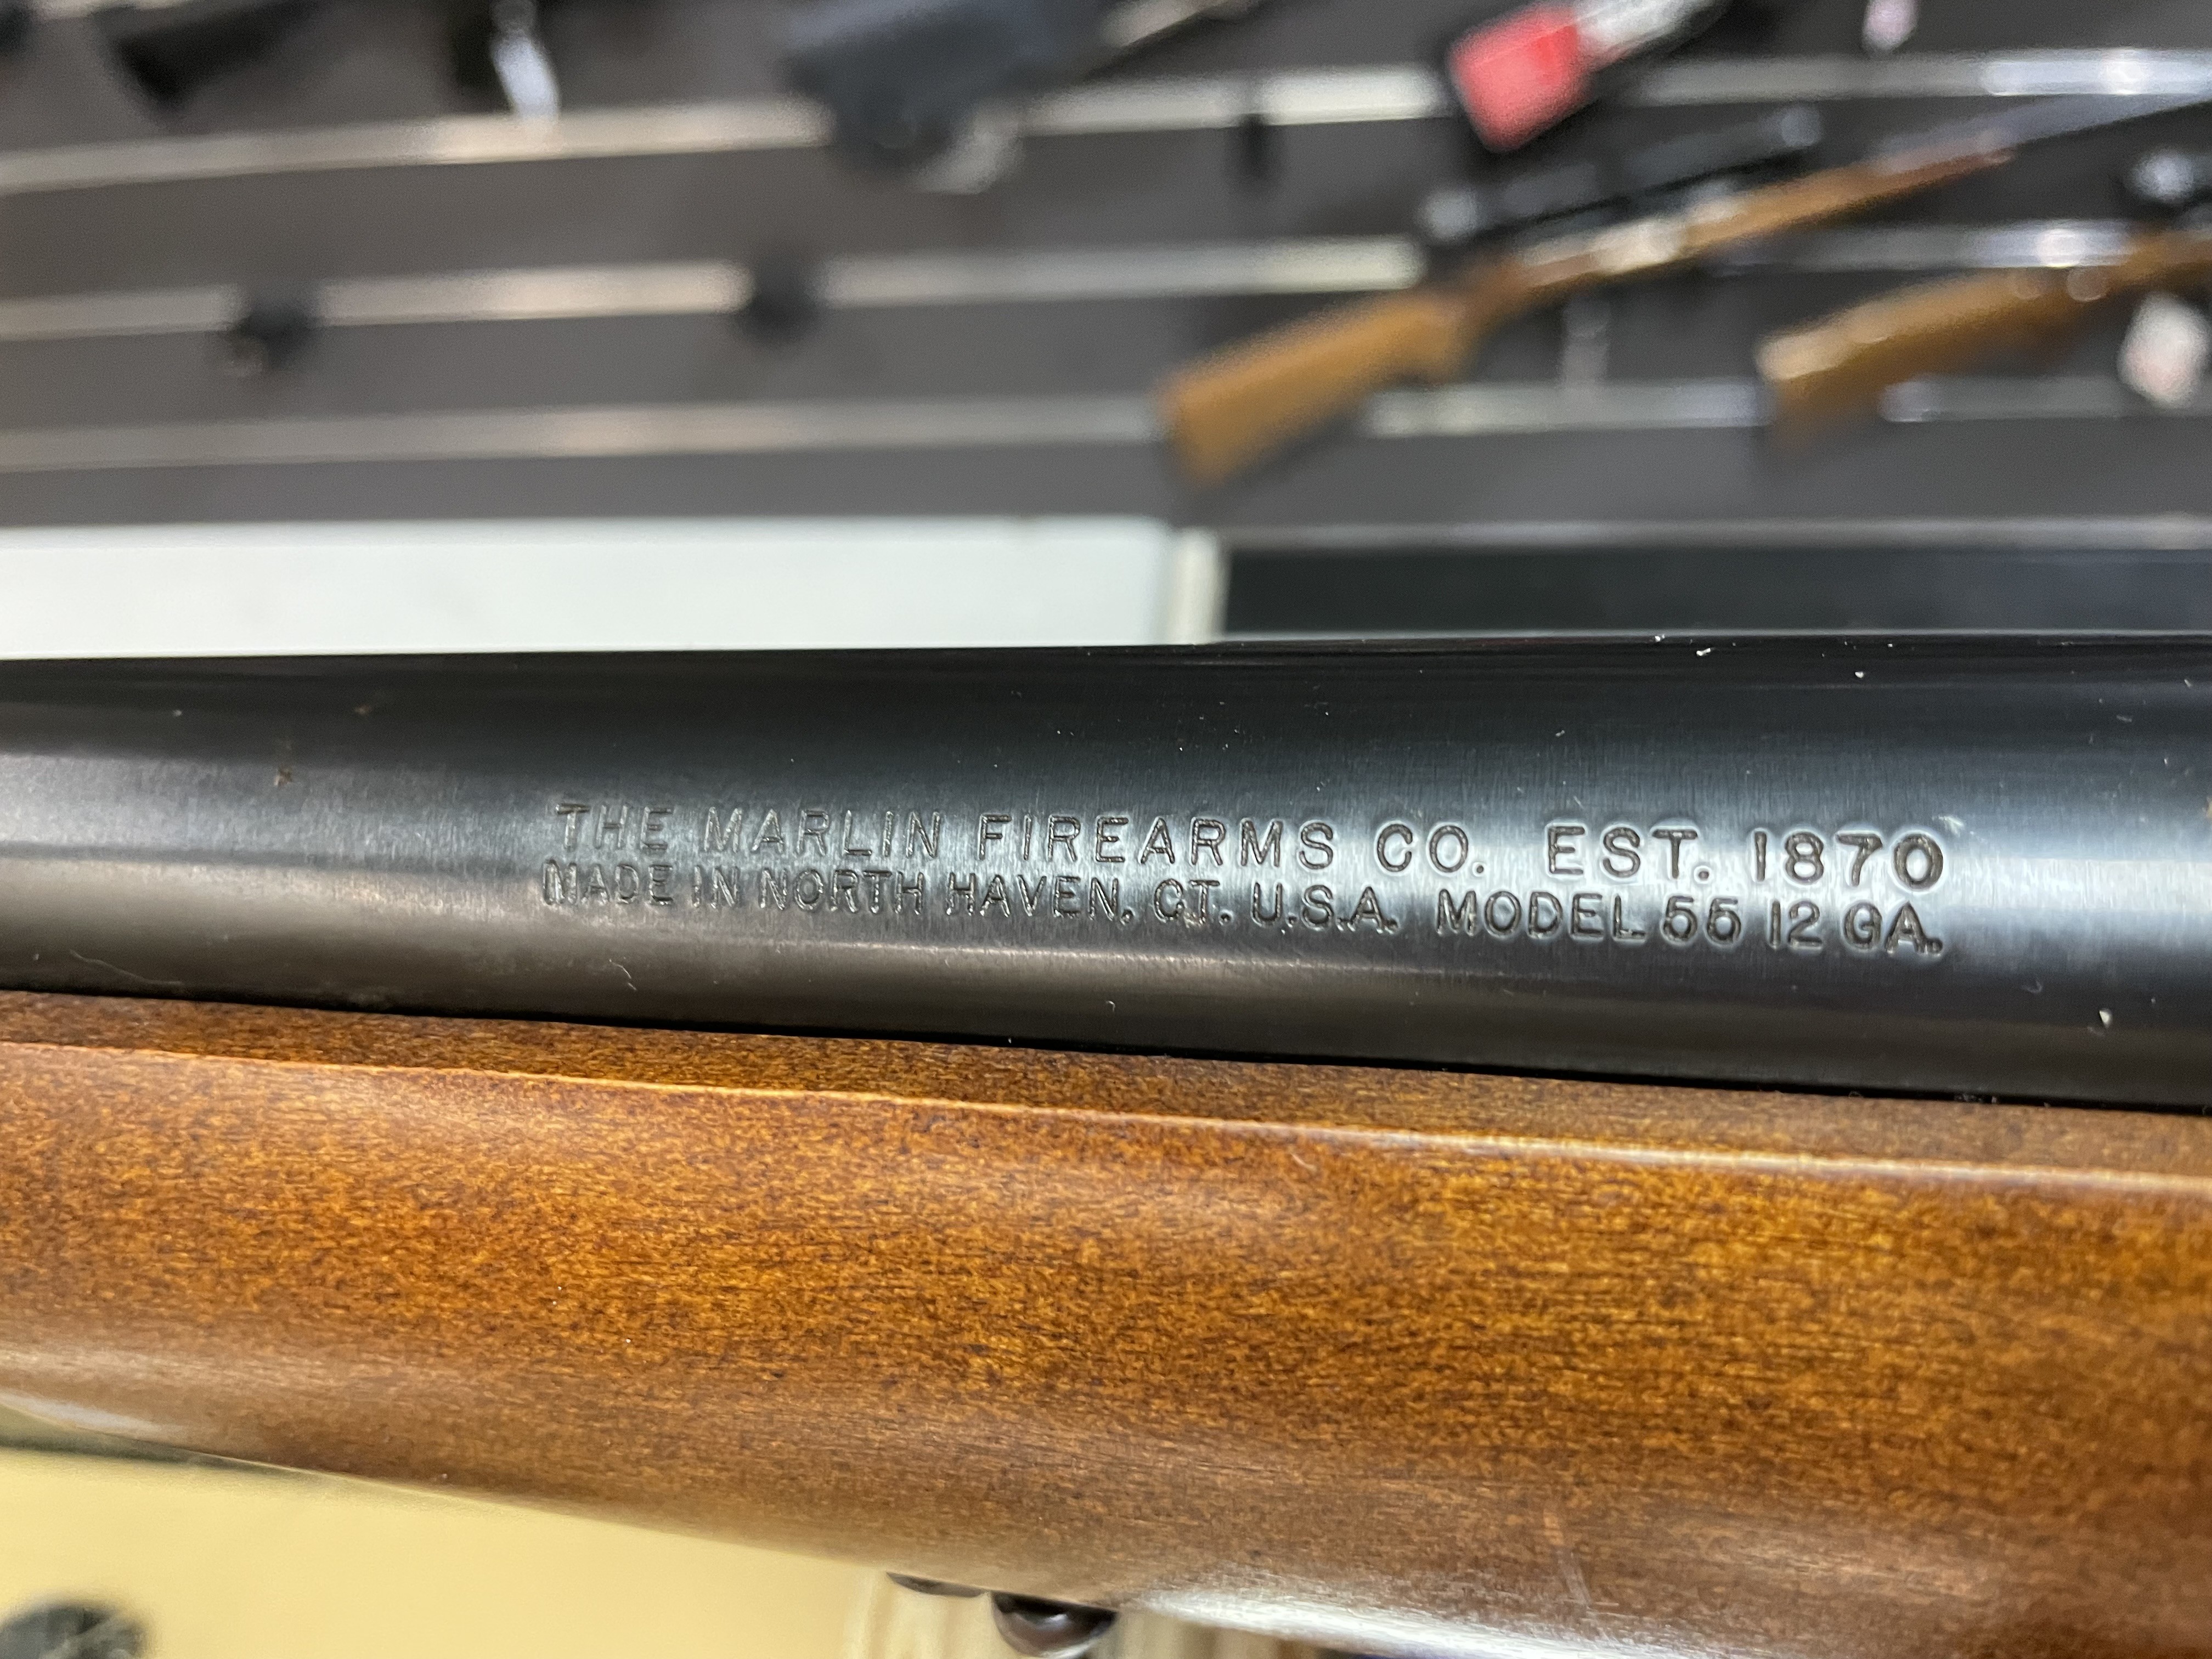 THE MARLIN FIREARMS CO. EST. 1870
MADE IN NORTH HAVEN, CT. U.S.A. MODEL 55 12 GA.